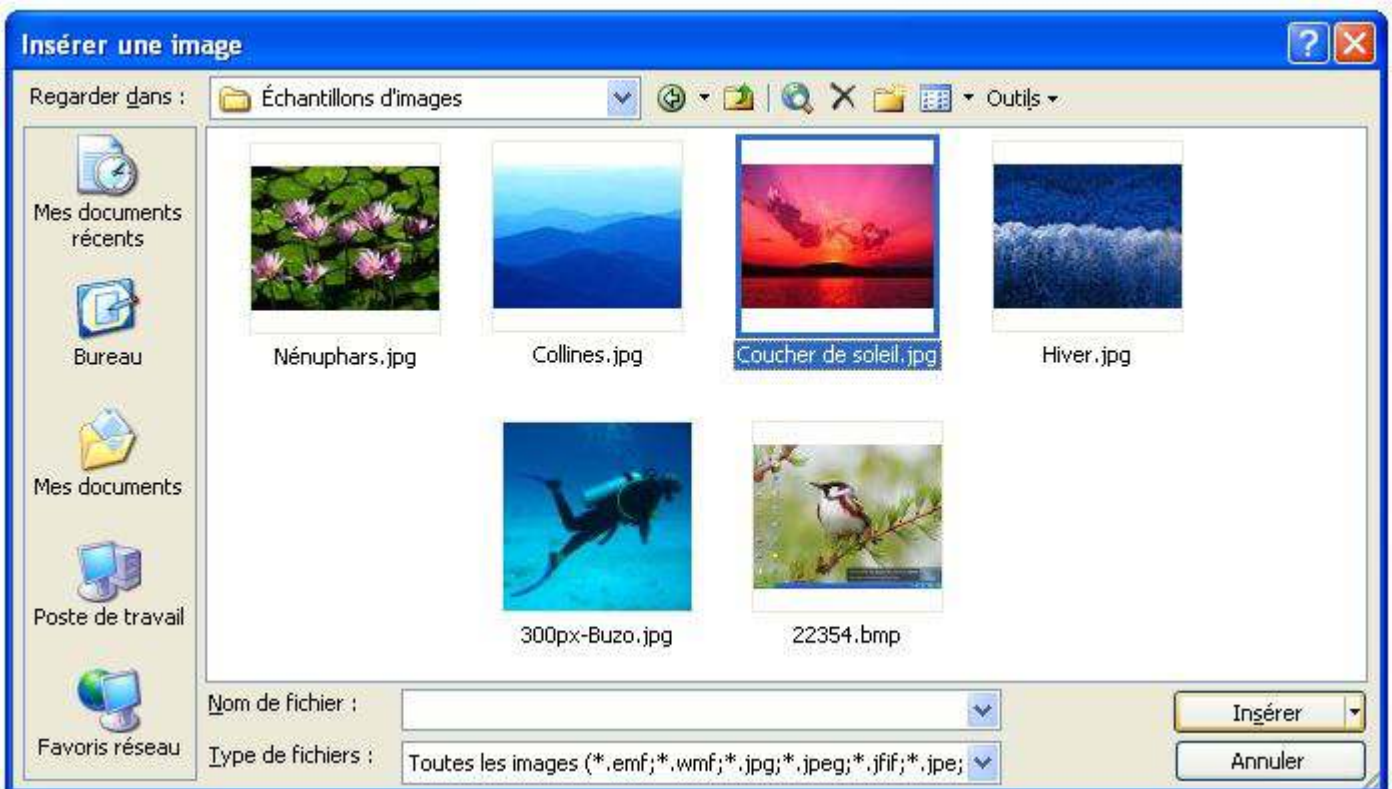 Insérer une image
Regarder dans :
Échantillons d'images
Outils
Mes documents
récents
Bureau
Mes documents
Poste de travail
Favoris réseau
Nénuphars.jpg
Collines.jpg
Coucher de soleil.jpg
Hiver.jpg
300px-Buzo.jpg
22354.bmp
Nom de fichier :
Insérer
Type de fichiers :
Toutes les images (*.emf;*.wmf;*.jpg;*.jpeg;*.jfif;*.jpe;
Annuler